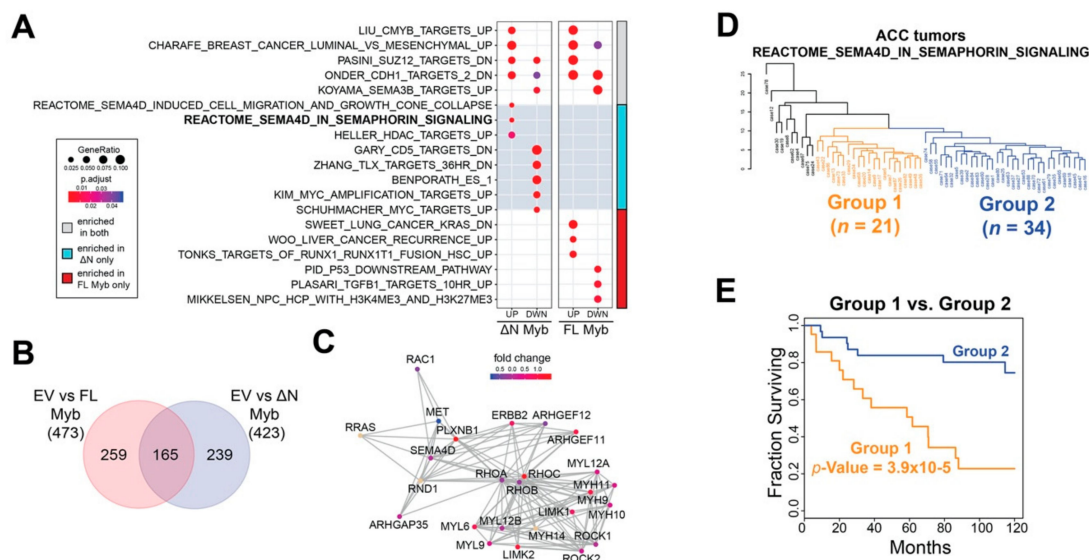 A
LIU_CMYB_TARGETS_UP
CHARAFE_BREAST_CANCER_LUMINAL_VS_MESENCHYMAL_UP
PASINI_SUZ12_TARGETS_DN
ONDER_CDH1_TARGETS_2_DN
KOYAMA_SEMA3B_TARGETS_UP
REACTOME_SEMA4D_INDUCED_CELL_MIGRATION_AND_GROWTH_CONE_COLLAPSE
REACTOME_SEMA4D_IN_SEMAPHORIN_SIGNALING
HELLER_HDAC_TARGETS_UP
GARY_CD5_TARGETS_DN
ZHANG_TLX_TARGETS_36HR_DN
BENPORATH_ES_1
KIM_MYC_AMPLIFICATION_TARGETS_UP
SCHUHMACHER_MYC_TARGETS_UP
SWEET_LUNG_CANCER_KRAS_DN
WOO_LIVER_CANCER_RECURRENCE_UP
TONKS_TARGETS_OF_RUNX1_RUNX1T1_FUSION_HSC_UP
PID_P53_DOWNSTREAM_PATHWAY
PLASARI_TGFB1_TARGETS_10HR_UP
MIKKELSEN_NPC_HCP_WITH_H3K4ME3_AND_H3K27ME3
UP DWN UP DWN
ΔN Myb FL Myb
GeneRatio
0.025 0.050 0.075 0.100
p.adjust
0.01 0.03
0.02 0.04
enriched
in both
enriched in
ΔN only
enriched in
FL Myb only
B
EV vs FL
Myb
(473)
EV vs ΔN
Myb
(423)
259 165 239
C
fold change
0.5 0.5 1.0
RAC1
MET
RRAS
PLXNB1
ERBB2
ARHGEF12
ARHGEF11
SEMA4D
RND1
RHOA
RHOC
RHOB
MYL12A
MYH11
MYH9
LIMK1
MYH10
ARHGAP35
MYL6
MYL12B
MYH14
ROCK1
MYL9
LIMK2
ROCK2
D
ACC tumors
REACTOME_SEMA4D_IN_SEMAPHORIN_SIGNALING
0 5 10 15 20 25
Group 1
(n = 21)
Group 2
(n = 34)
E
Group 1 vs. Group 2
Fraction Surviving
1.0
0.8
0.6
0.4
0.2
0
Group 2
Group 1
p-Value = 3.9x10-5
0 20 40 60 80 100 120
Months